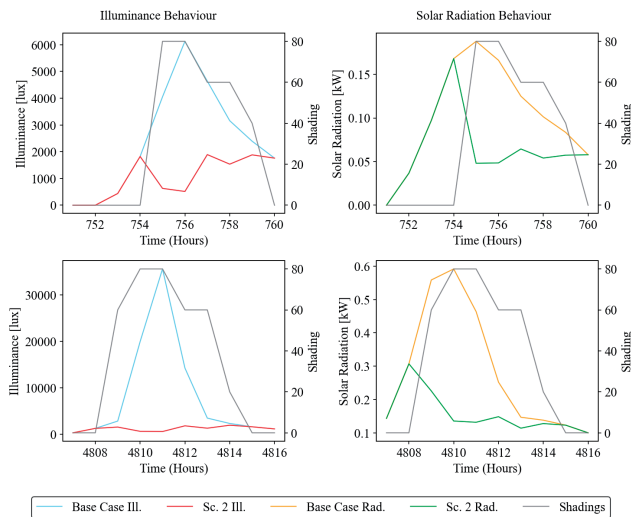 Illuminance Behaviour
Solar Radiation Behaviour
Illuminance [lux]
6000
5000
4000
3000
2000
1000
0
80
60
40
20
0
Shading
752 754 756 758 760
Time (Hours)
Solar Radiation [kW]
0.15
0.10
0.05
0.00
80
60
40
20
0
Shading
752 754 756 758 760
Time (Hours)
Illuminance [lux]
30000
20000
10000
0
80
60
40
20
0
Shading
4808 4810 4812 4814 4816
Time (Hours)
Solar Radiation [kW]
0.6
0.5
0.4
0.3
0.2
0.1
80
60
40
20
0
Shading
4808 4810 4812 4814 4816
Time (Hours)
Base Case Ill. Sc. 2 Ill. Base Case Rad. Sc. 2 Rad. Shadings